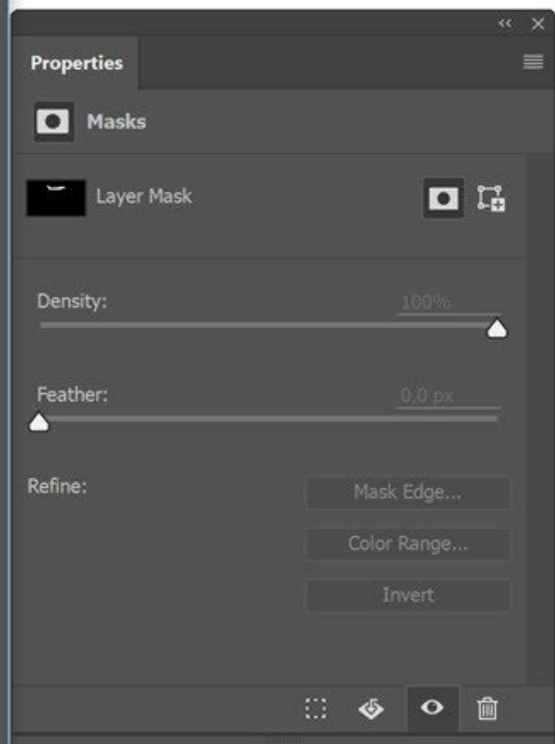 Properties
Masks
Layer Mask
Density: 100%
Feather: 0,0 px
Refine: Mask Edge...
Color Range...
Invert